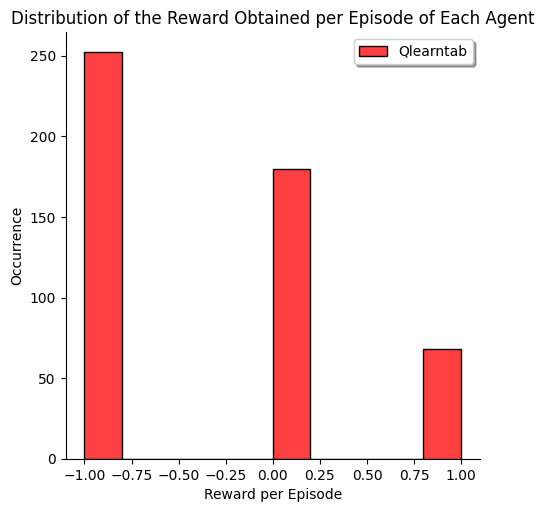 Distribution of the Reward Obtained per Episode of Each Agent
Qlearntab
250
200
150
100
50
0
Occurrence
−1.00 −0.75 −0.50 −0.25 0.00 0.25 0.50 0.75 1.00
Reward per Episode